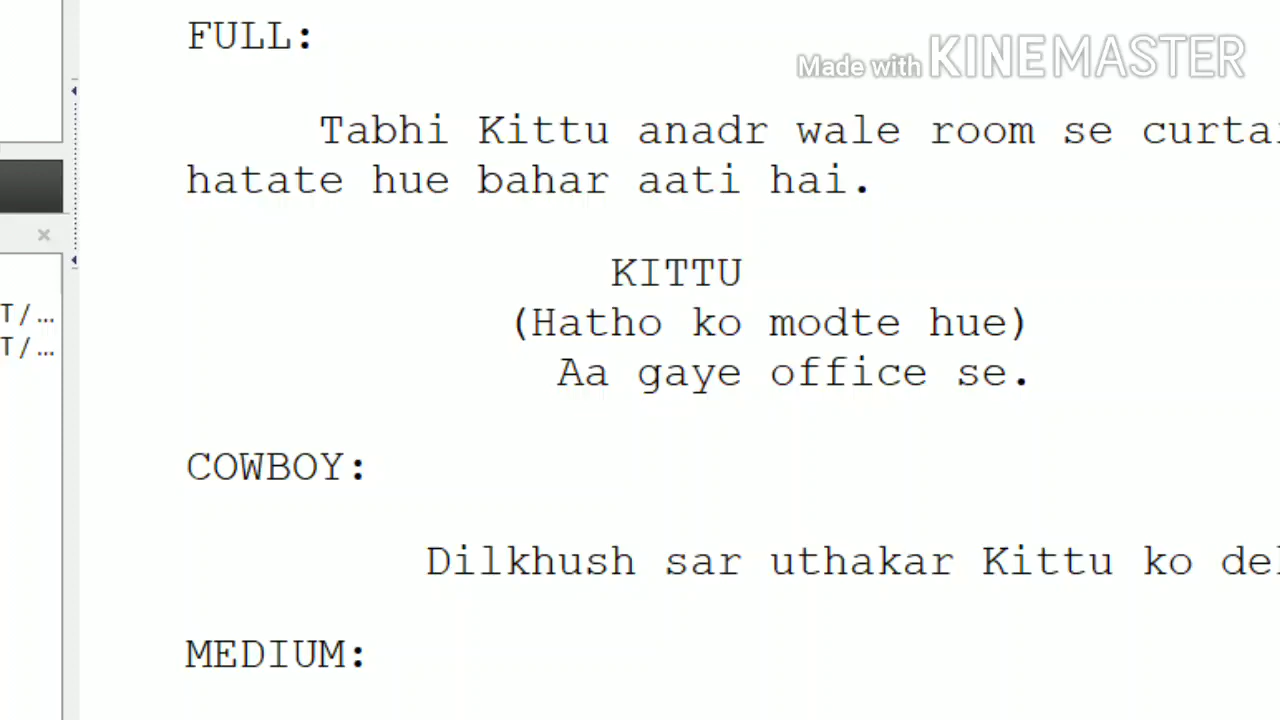 FULL:
Made with KINEMASTER
Tabhi Kittu anadr wale room se
hatate hue bahar aati hai.
KITTU
(Hatho ko modte hue)
Aa gaye office se.
T/...
T/...
COWBOY:
Dilkhush sar uthakar Kittu ko
MEDIUM: